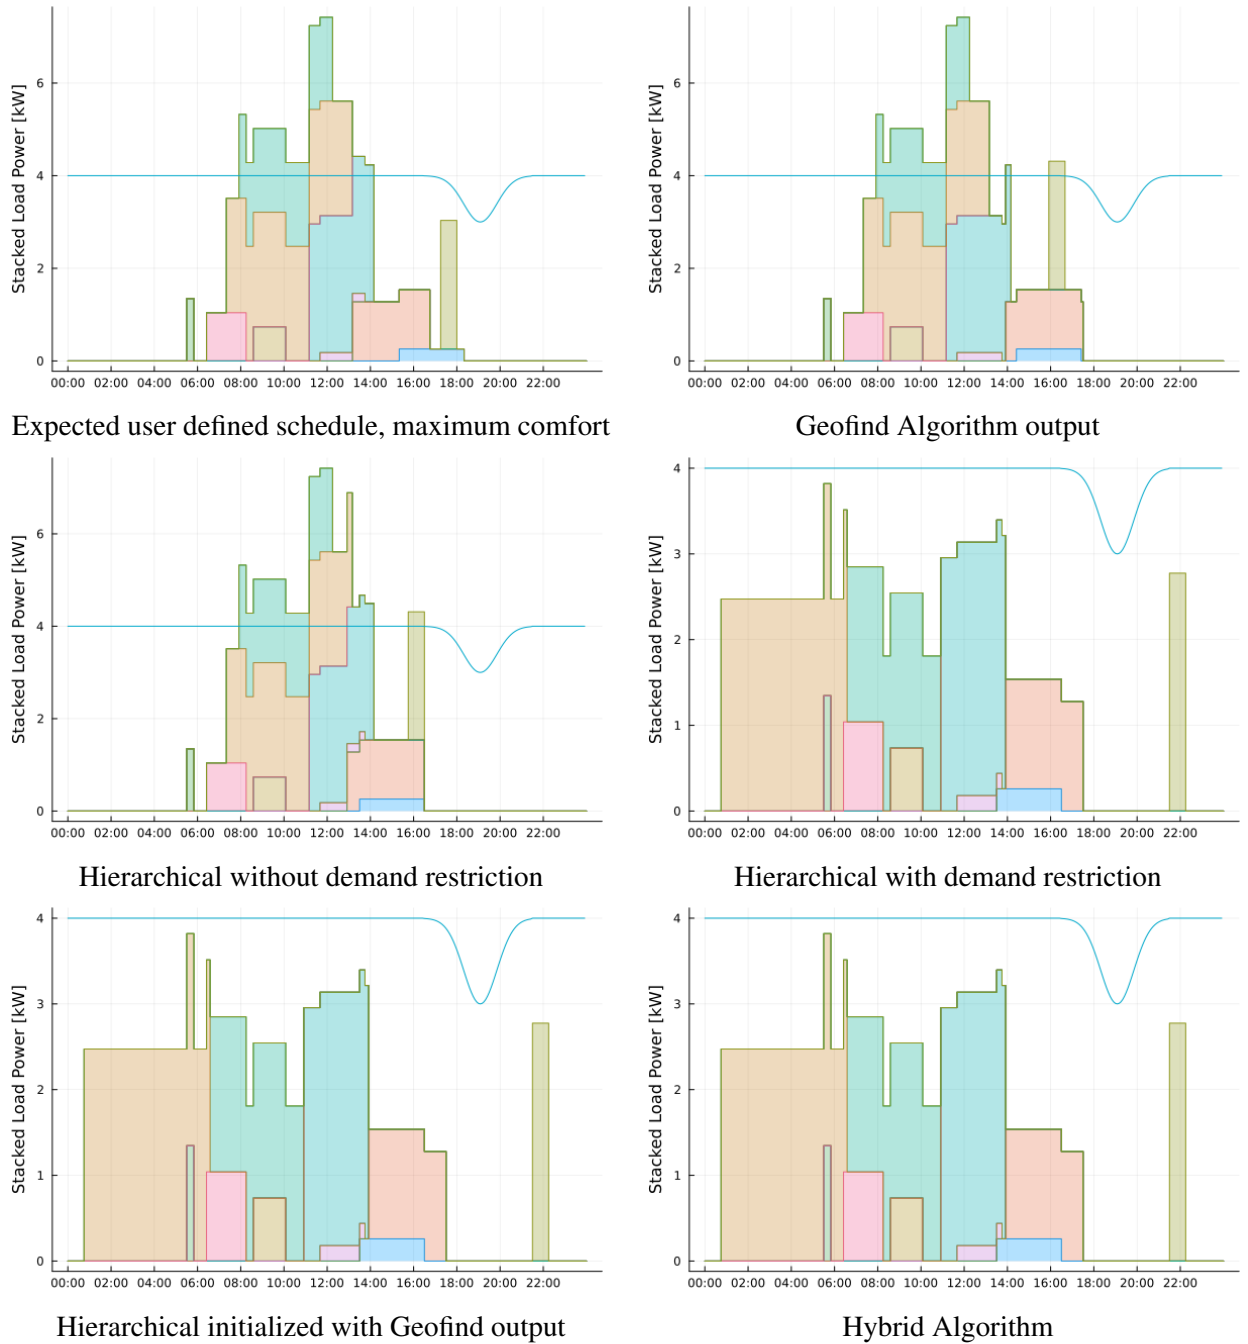 Stacked Load Power [kW]
6
4
2
0
00:00 02:00 04:00 06:00 08:00 10:00 12:00 14:00 16:00 18:00 20:00 22:00
Expected user defined schedule, maximum comfort
Stacked Load Power [kW]
6
4
2
0
00:00 02:00 04:00 06:00 08:00 10:00 12:00 14:00 16:00 18:00 20:00 22:00
Geofind Algorithm output
Stacked Load Power [kW]
6
4
2
0
00:00 02:00 04:00 06:00 08:00 10:00 12:00 14:00 16:00 18:00 20:00 22:00
Hierarchical without demand restriction
Stacked Load Power [kW]
4
3
2
1
0
00:00 02:00 04:00 06:00 08:00 10:00 12:00 14:00 16:00 18:00 20:00 22:00
Hierarchical with demand restriction
Stacked Load Power [kW]
4
3
2
1
0
00:00 02:00 04:00 06:00 08:00 10:00 12:00 14:00 16:00 18:00 20:00 22:00
Hierarchical initialized with Geofind output
Stacked Load Power [kW]
4
3
2
1
0
00:00 02:00 04:00 06:00 08:00 10:00 12:00 14:00 16:00 18:00 20:00 22:00
Hybrid Algorithm